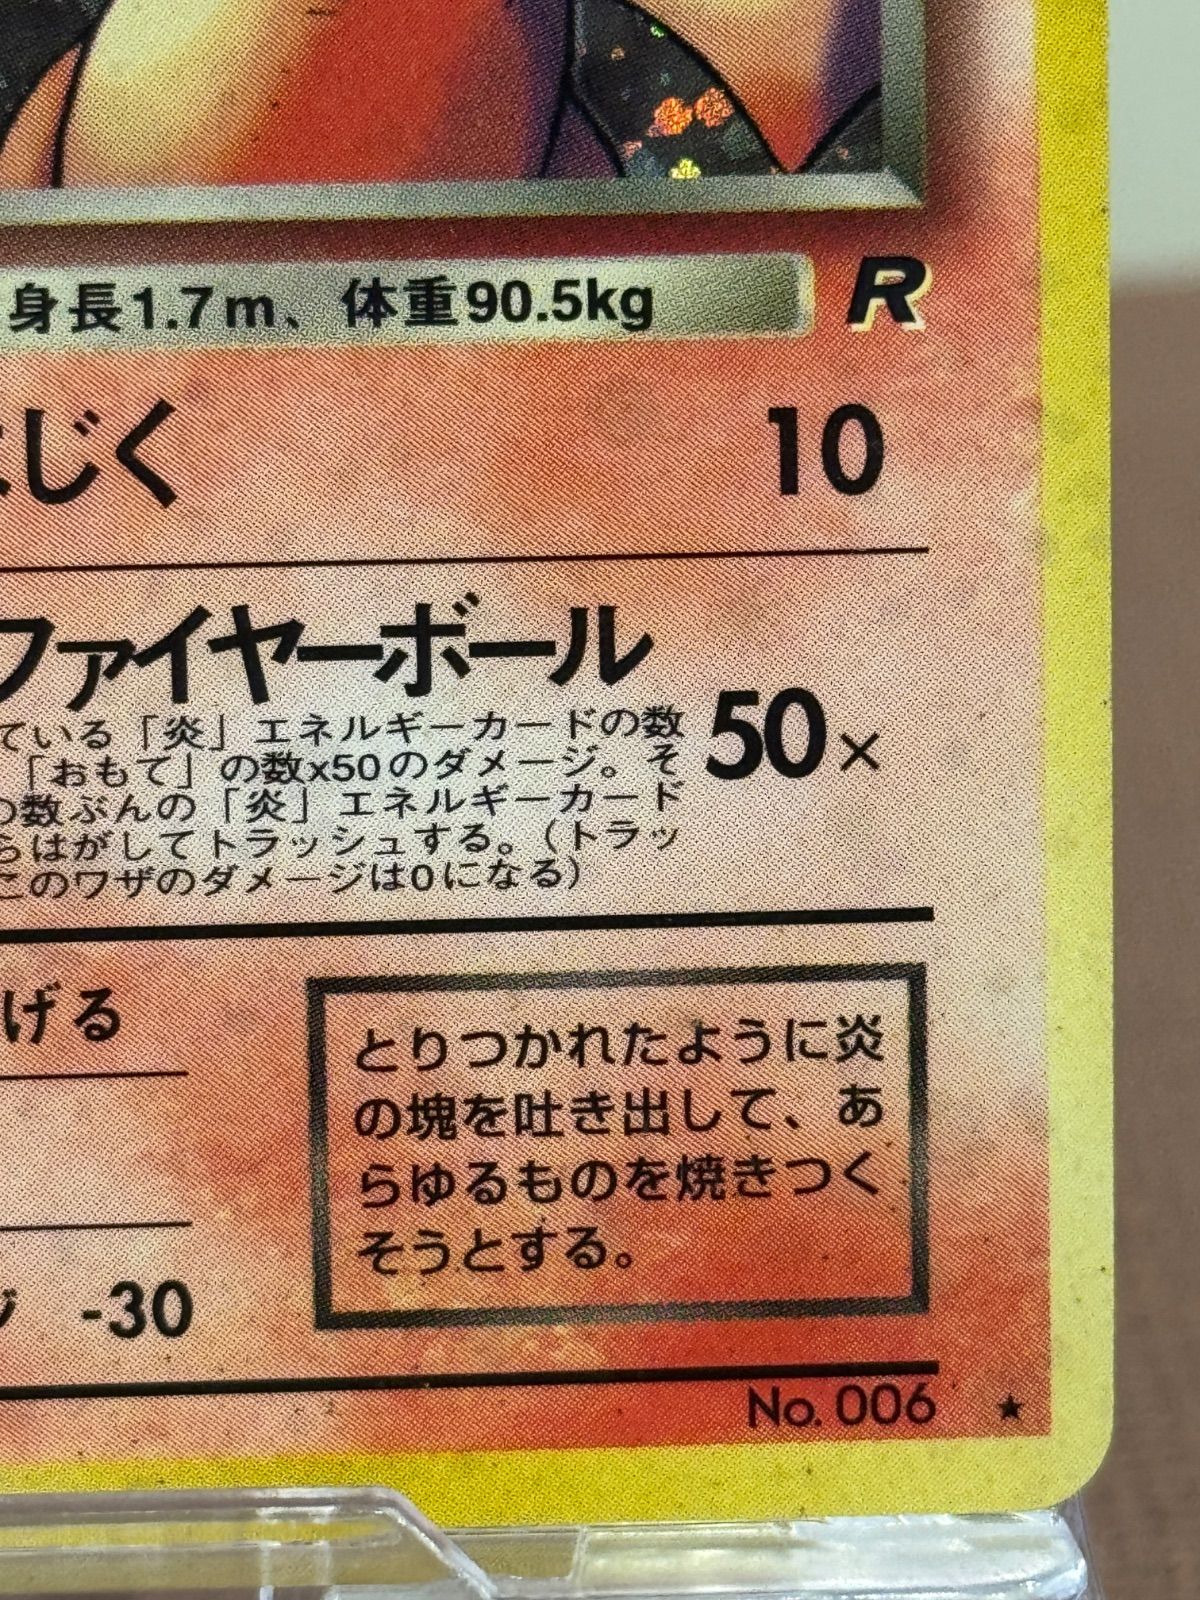 身長1.7m、体重90.5kg
R
はじく 10
ファイヤーボール
50×
ている「炎」エネルギーカードの数
「おもて」の数x50のダメージ。そ
の数ぶんの「炎」エネルギーカード
らはがしてトラッシュする。(トラッ
このワザのダメージは0になる)
げる
とりつかれたように炎
の塊を吐き出して、あ
らゆるものを焼きつく
そうとする。
-30
No. 006 ★